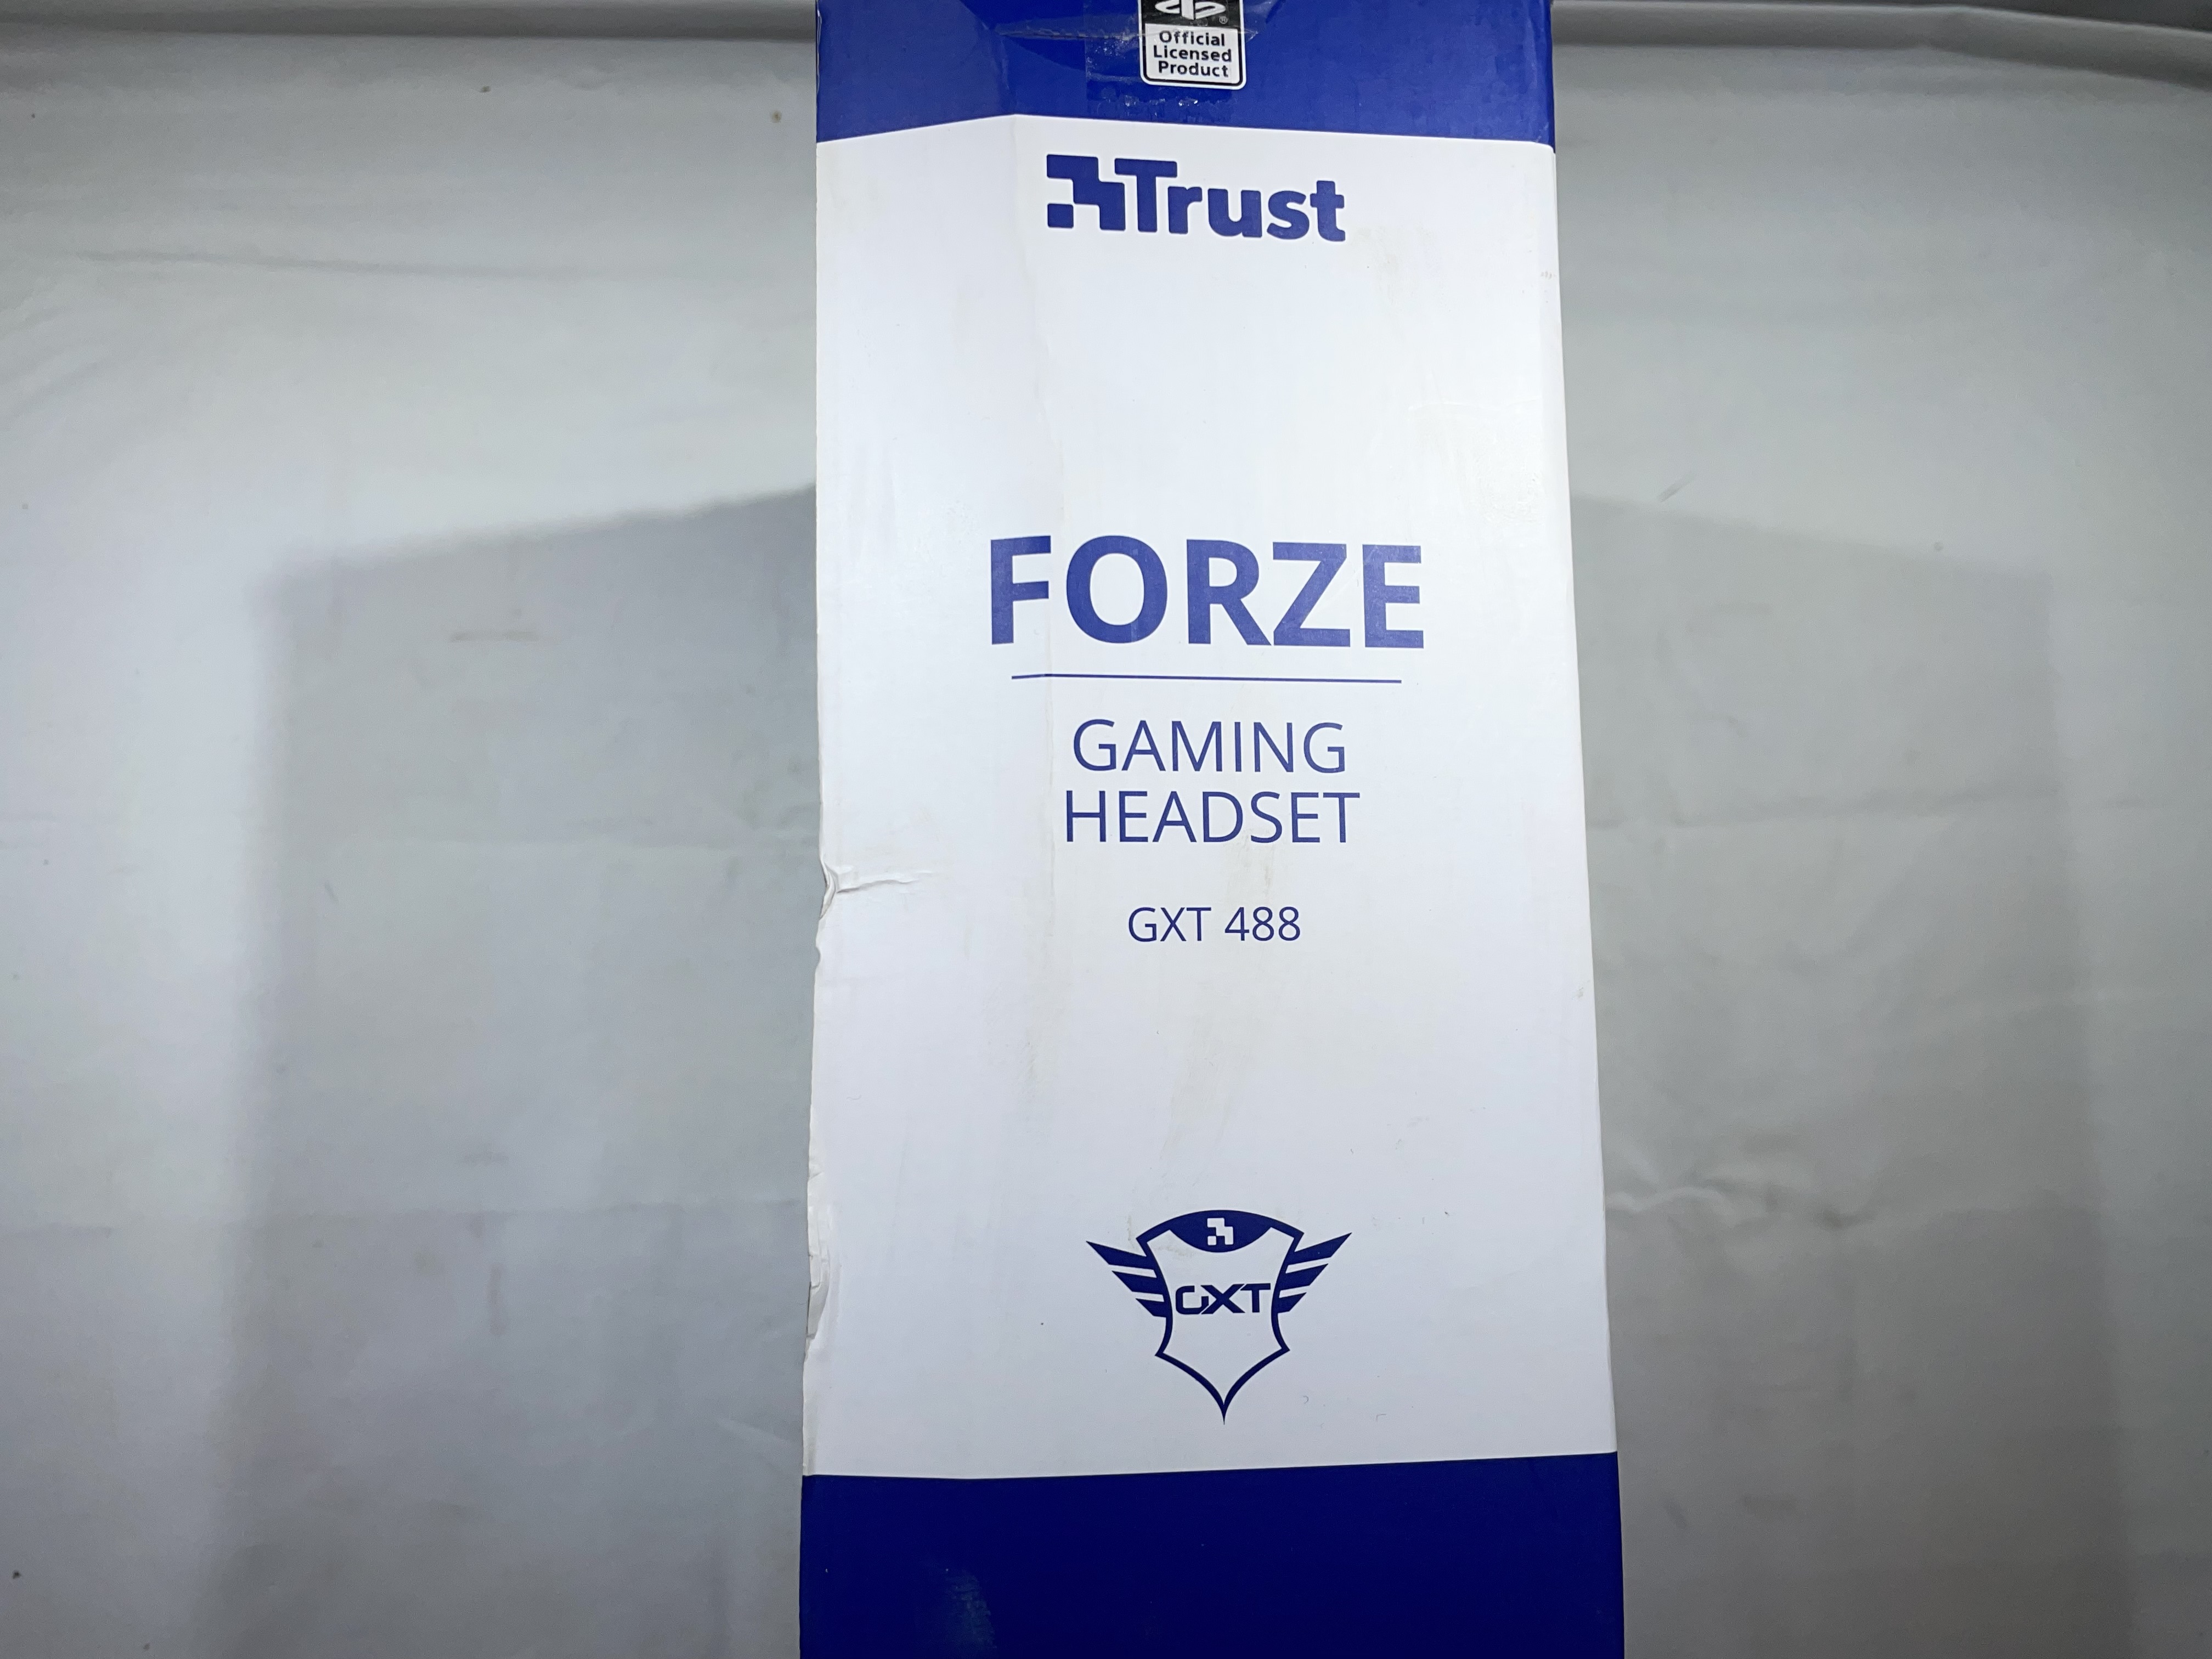 Official
Licensed
Product
Trust
FORZE
GAMING
HEADSET
GXT 488
GXT